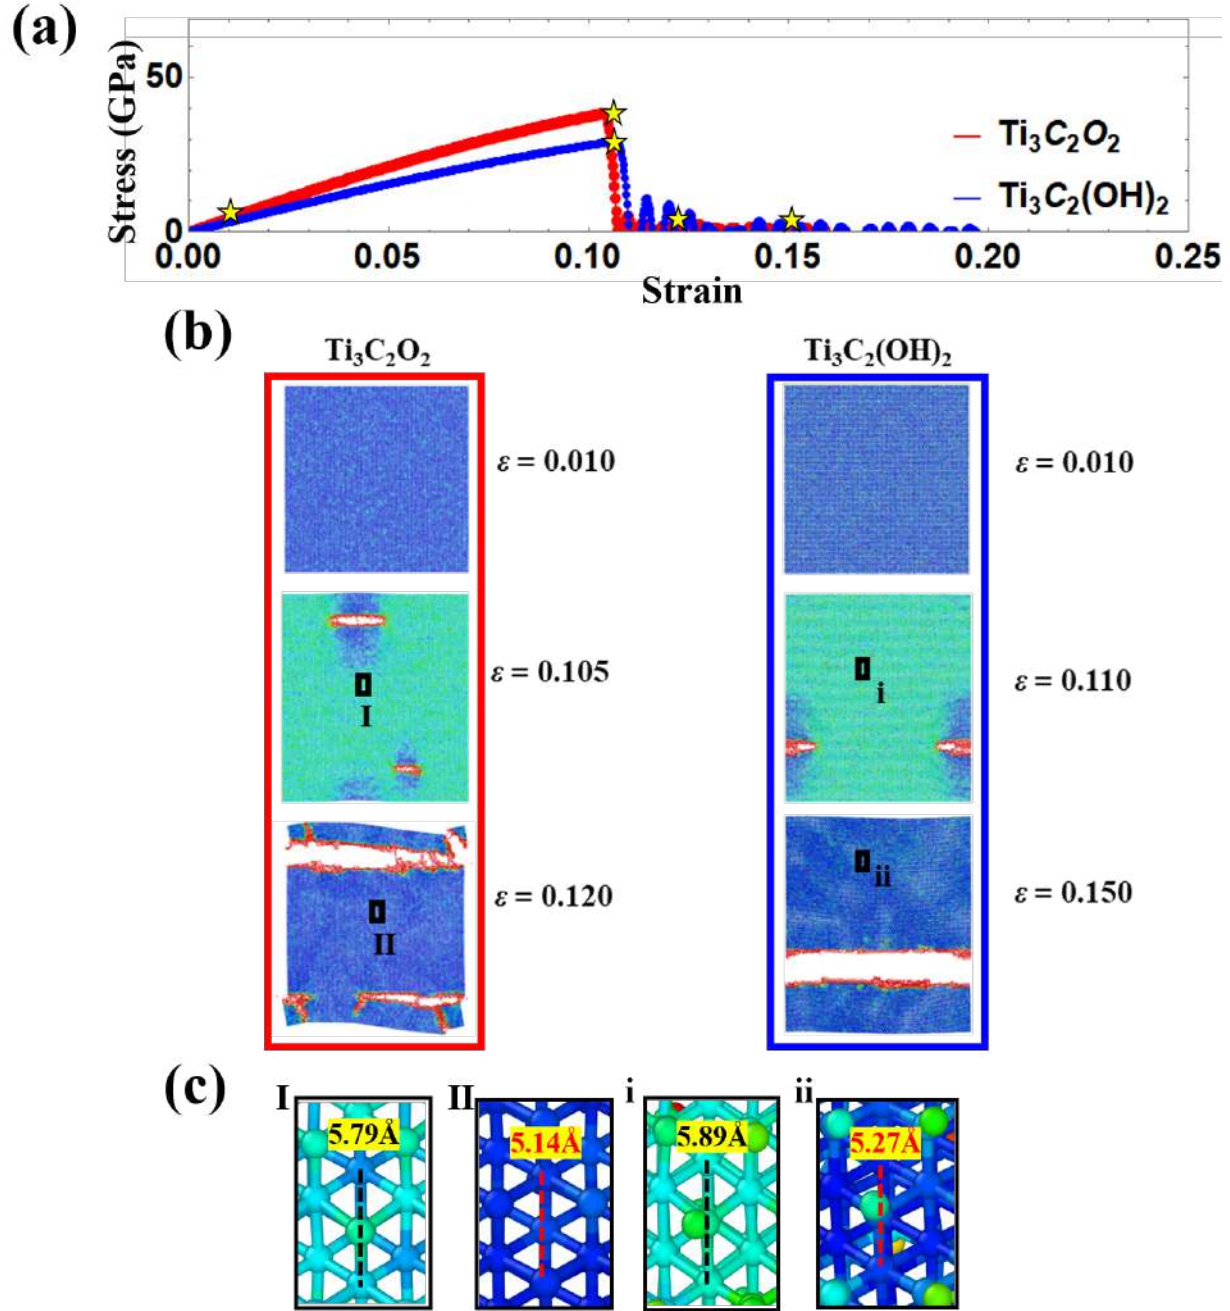 (a)
Stress (GPa)
50
0
Ti₃C₂O₂
Ti₃C₂(OH)₂
0.00 0.05 0.10 0.15 0.20 0.25
Strain
(b)
Ti₃C₂O₂ Ti₃C₂(OH)₂
ε = 0.010 ε = 0.010
ε = 0.105 ε = 0.110
I i
ε = 0.120 ε = 0.150
II ii
(c)
I II i ii
5.79Å 5.14Å 5.89Å 5.27Å